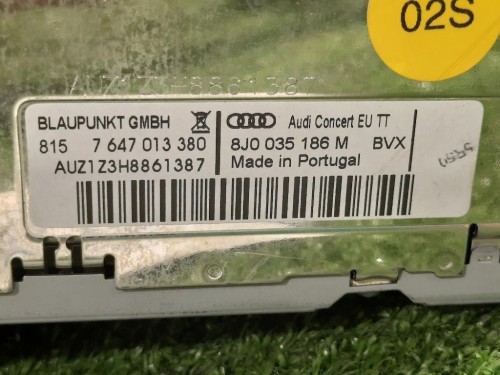 02S
AUZ1Z3H8861387
BLAUPUNKT GMBH
Audi Concert EU TT
815 7 647 013 380
8J0 035 186 M BVX
AUZ1Z3H8861387
Made in Portugal